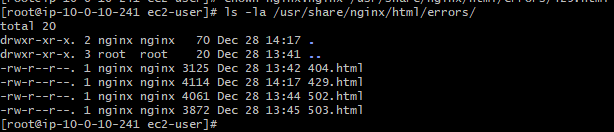 [root@ip-10-0-10-241 ec2-user]# ls -la /usr/share/nginx/html/errors/
total 20
drwxr-xr-x. 2 nginx nginx   70 Dec 28 14:17 .
drwxr-xr-x. 3 root  root    20 Dec 28 13:41 ..
-rw-r--r--. 1 nginx nginx 3125 Dec 28 13:42 404.html
-rw-r--r--. 1 nginx nginx 4114 Dec 28 14:17 429.html
-rw-r--r--. 1 nginx nginx 4061 Dec 28 13:44 502.html
-rw-r--r--. 1 nginx nginx 3872 Dec 28 13:45 503.html
[root@ip-10-0-10-241 ec2-user]#